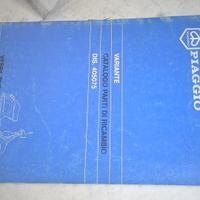 PIAGGIO
VARIANTE
CATALOGO PARTI DI RICAMBIO
DIS. 405075